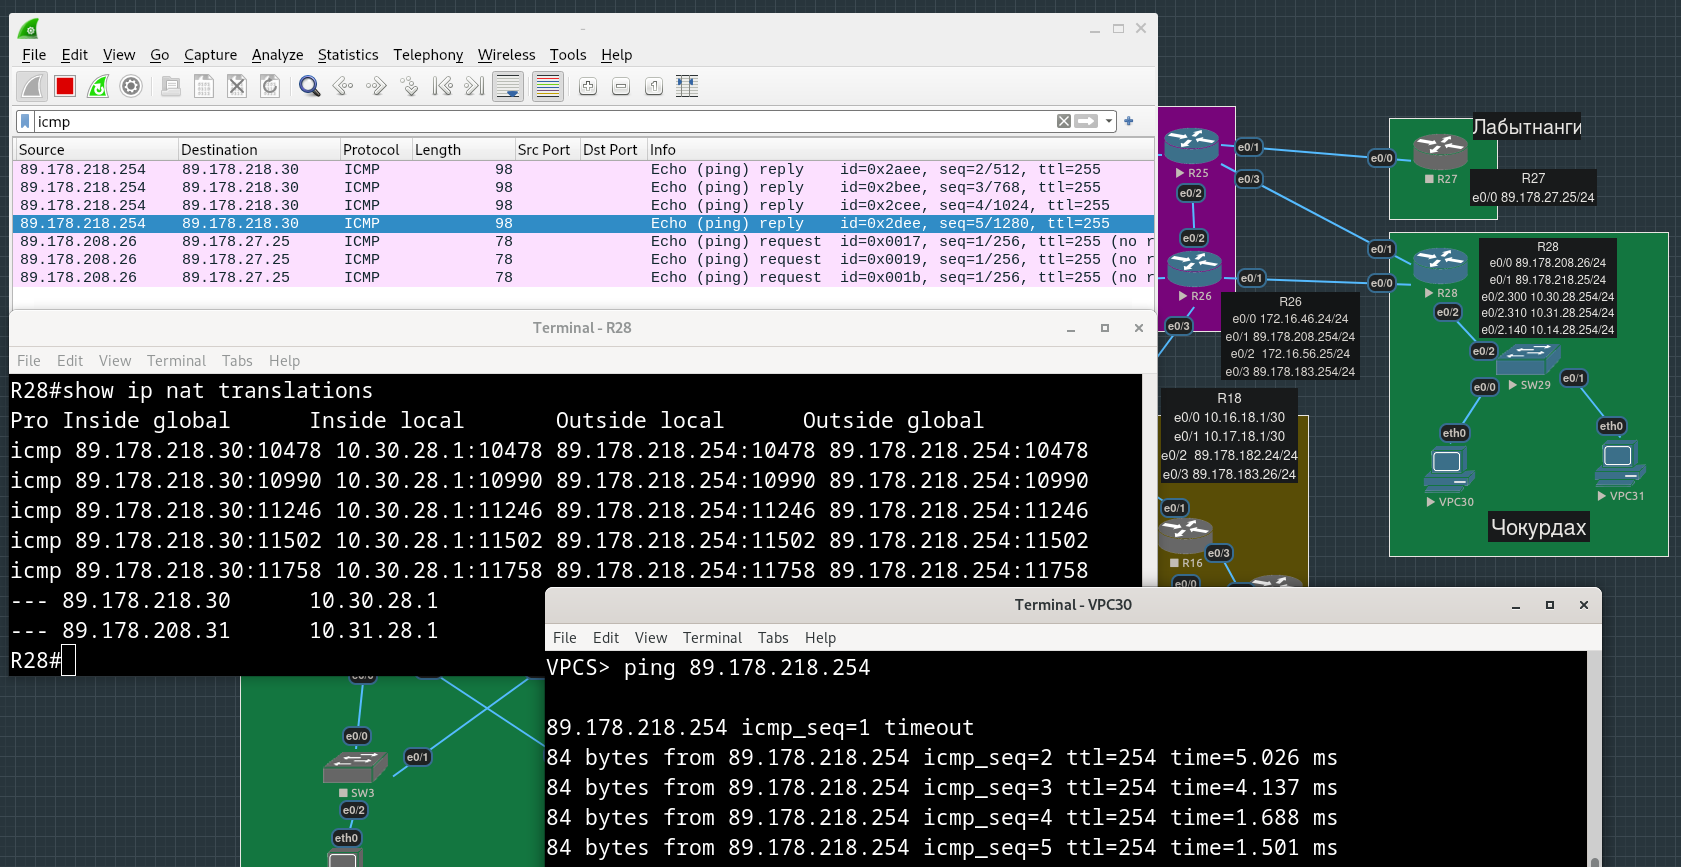 -
File Edit View Go Capture Analyze Statistics Telephony Wireless Tools Help
icmp
Source Destination Protocol Length Src Port Dst Port Info
89.178.218.254 89.178.218.30 ICMP 98 Echo (ping) reply id=0x2aee, seq=2/512, ttl=255
89.178.218.254 89.178.218.30 ICMP 98 Echo (ping) reply id=0x2bee, seq=3/768, ttl=255
89.178.218.254 89.178.218.30 ICMP 98 Echo (ping) reply id=0x2cee, seq=4/1024, ttl=255
89.178.218.254 89.178.218.30 ICMP 98 Echo (ping) reply id=0x2dee, seq=5/1280, ttl=255
89.178.208.26 89.178.27.25 ICMP 78 Echo (ping) request id=0x0017, seq=1/256, ttl=255 (no r
89.178.208.26 89.178.27.25 ICMP 78 Echo (ping) request id=0x0019, seq=1/256, ttl=255 (no r
89.178.208.26 89.178.27.25 ICMP 78 Echo (ping) request id=0x001b, seq=1/256, ttl=255 (no r
Terminal - R28
File Edit View Terminal Tabs Help
R28#show ip nat translations
Pro Inside global Inside local Outside local Outside global
icmp 89.178.218.30:10478 10.30.28.1:10478 89.178.218.254:10478 89.178.218.254:10478
icmp 89.178.218.30:10990 10.30.28.1:10990 89.178.218.254:10990 89.178.218.254:10990
icmp 89.178.218.30:11246 10.30.28.1:11246 89.178.218.254:11246 89.178.218.254:11246
icmp 89.178.218.30:11502 10.30.28.1:11502 89.178.218.254:11502 89.178.218.254:11502
icmp 89.178.218.30:11758 10.30.28.1:11758 89.178.218.254:11758 89.178.218.254:11758
--- 89.178.218.30 10.30.28.1
--- 89.178.208.31 10.31.28.1
R28#
Terminal - VPC30
File Edit View Terminal Tabs Help
VPCS> ping 89.178.218.254
89.178.218.254 icmp_seq=1 timeout
84 bytes from 89.178.218.254 icmp_seq=2 ttl=254 time=5.026 ms
84 bytes from 89.178.218.254 icmp_seq=3 ttl=254 time=4.137 ms
84 bytes from 89.178.218.254 icmp_seq=4 ttl=254 time=1.688 ms
84 bytes from 89.178.218.254 icmp_seq=5 ttl=254 time=1.501 ms
R25
e0/1
e0/3
e0/2
e0/2
R26
e0/1
e0/3
R26
e0/0 172.16.46.24/24
e0/1 89.178.208.254/24
e0/2 172.16.56.25/24
e0/3 89.178.183.254/24
Лабытнанги
e0/0
R27
R27
e0/0 89.178.27.25/24
e0/1
e0/0
R28
e0/2
R28
e0/0 89.178.208.26/24
e0/1 89.178.218.25/24
e0/2.300 10.30.28.254/24
e0/2.310 10.31.28.254/24
e0/2.140 10.14.28.254/24
e0/2
SW29
e0/0
e0/1
eth0
eth0
VPC30
VPC31
Чокурдах
R18
e0/0 10.16.18.1/30
e0/1 10.17.18.1/30
e0/2 89.178.182.24/24
e0/3 89.178.183.26/24
e0/1
R16
e0/3
e0/0
e0/0
e0/0
e0/1
SW3
e0/2
eth0